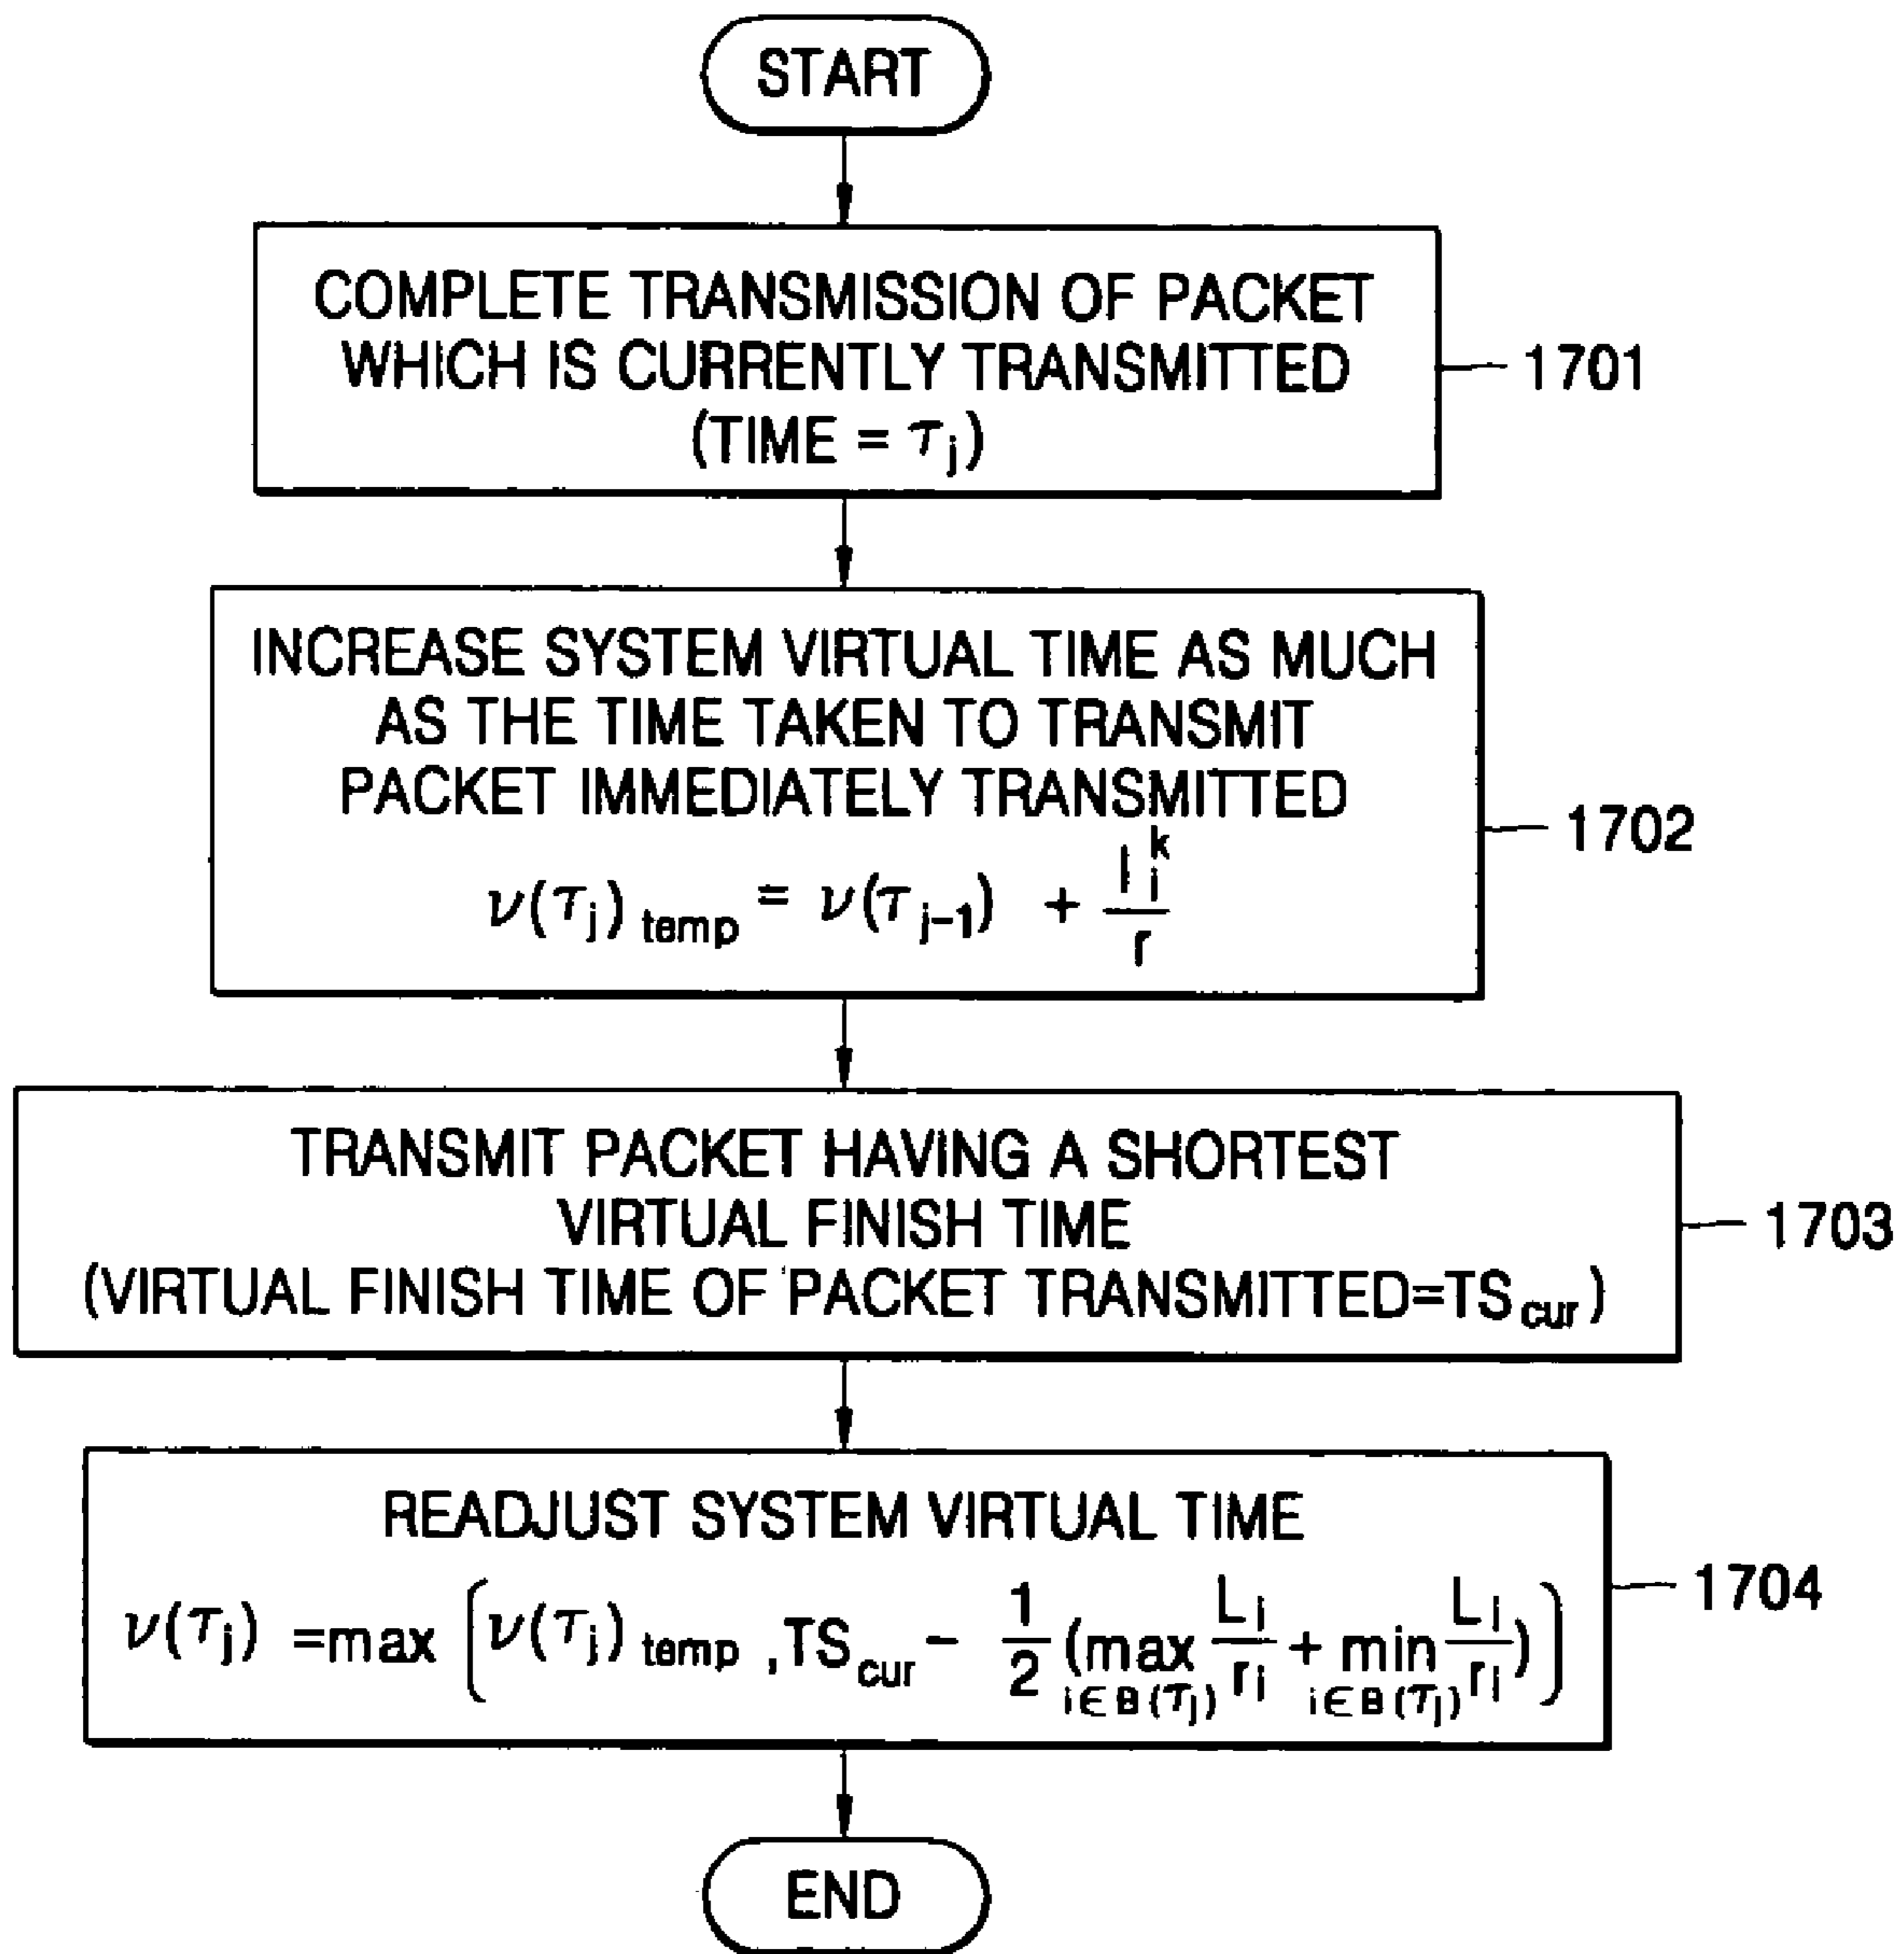 START
COMPLETE TRANSMISSION OF PACKET
WHICH IS CURRENTLY TRANSMITTED
(TIME = τj)
1701
INCREASE SYSTEM VIRTUAL TIME AS MUCH
AS THE TIME TAKEN TO TRANSMIT
PACKET IMMEDIATELY TRANSMITTED
ν(τj) temp = ν(τj-1) + l_i^k / r
1702
TRANSMIT PACKET HAVING A SHORTEST
VIRTUAL FINISH TIME
(VIRTUAL FINISH TIME OF PACKET TRANSMITTED=TScur)
1703
READJUST SYSTEM VIRTUAL TIME
ν(τj) =max (ν(τj) temp ,TScur - 1/2 (max i∈B(τj) Li/ri + min i∈B(τj) Li/ri))
1704
END